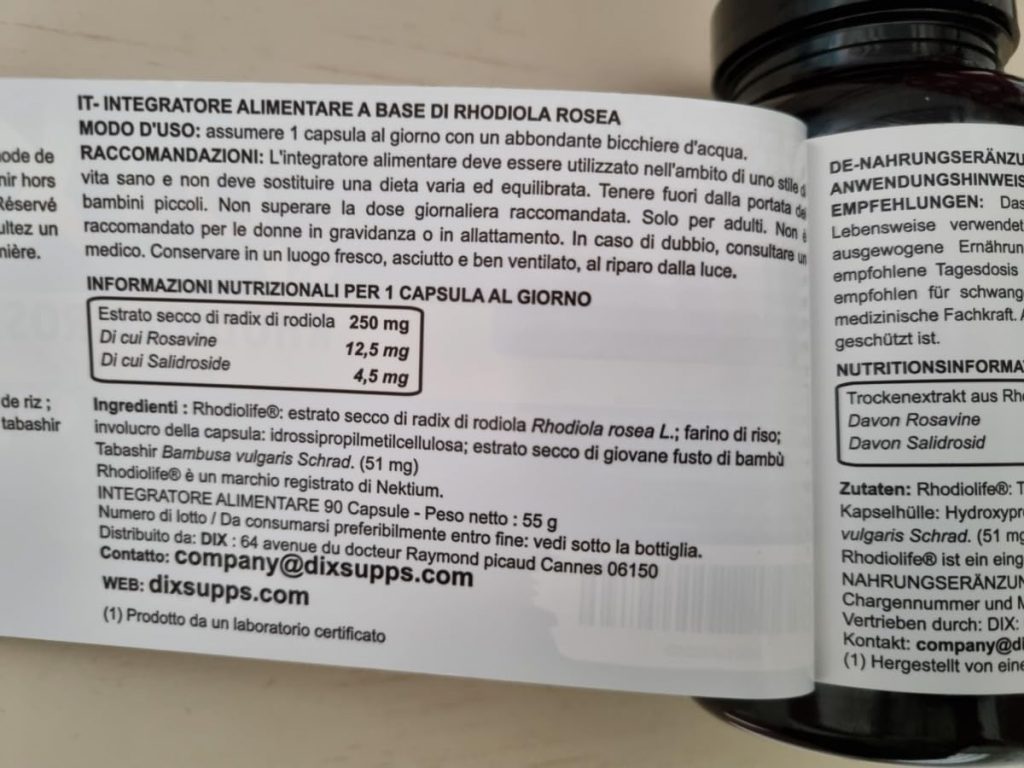 ode de
nir hors
Réservé
ultez un
nière.
de riz ;
tabashir
IT- INTEGRATORE ALIMENTARE A BASE DI RHODIOLA ROSEA
MODO D'USO: assumere 1 capsula al giorno con un abbondante bicchiere d'acqua.
RACCOMANDAZIONI: L'integratore alimentare deve essere utilizzato nell'ambito di uno stile d
vita sano e non deve sostituire una dieta varia ed equilibrata. Tenere fuori dalla portata de
bambini piccoli. Non superare la dose giornaliera raccomandata. Solo per adulti. Non è
raccomandato per le donne in gravidanza o in allattamento. In caso di dubbio, consultare un
medico. Conservare in un luogo fresco, asciutto e ben ventilato, al riparo dalla luce.
INFORMAZIONI NUTRIZIONALI PER 1 CAPSULA AL GIORNO
Estrato secco di radix di rodiola 250 mg
Di cui Rosavine 12,5 mg
Di cui Salidroside 4,5 mg
Ingredienti : Rhodiolife®: estrato secco di radix di rodiola Rhodiola rosea L.; farino di riso;
involucro della capsula: idrossipropilmetilcellulosa; estrato secco di giovane fusto di bambù
Tabashir Bambusa vulgaris Schrad. (51 mg)
Rhodiolife® è un marchio registrato di Nektium.
INTEGRATORE ALIMENTARE 90 Capsule - Peso netto : 55 g
Numero di lotto / Da consumarsi preferibilmente entro fine: vedi sotto la bottiglia.
Distribuito da: DIX : 64 avenue du docteur Raymond picaud Cannes 06150
Contatto: company@dixsupps.com
WEB: dixsupps.com
(1) Prodotto da un laboratorio certificato
DE-NAHRUNGSERÄNZU
ANWENDUNGSHINWEIS
EMPFEHLUNGEN: Das
Lebensweise verwendet
ausgewogene Ernährun
empfohlene Tagesdosis
empfohlen für schwang
medizinische Fachkraft. A
geschützt ist.
NUTRITIONSINFORMA
Trockenextrakt aus Rho
Davon Rosavine
Davon Salidrosid
Zutaten: Rhodiolife®: T
Kapselhülle: Hydroxypro
vulgaris Schrad. (51 mg
Rhodiolife® ist ein eing
NAHRUNGSERÄNZUN
Chargennummer und M
Vertrieben durch: DIX:
Kontakt: company@di
(1) Hergestellt von eine